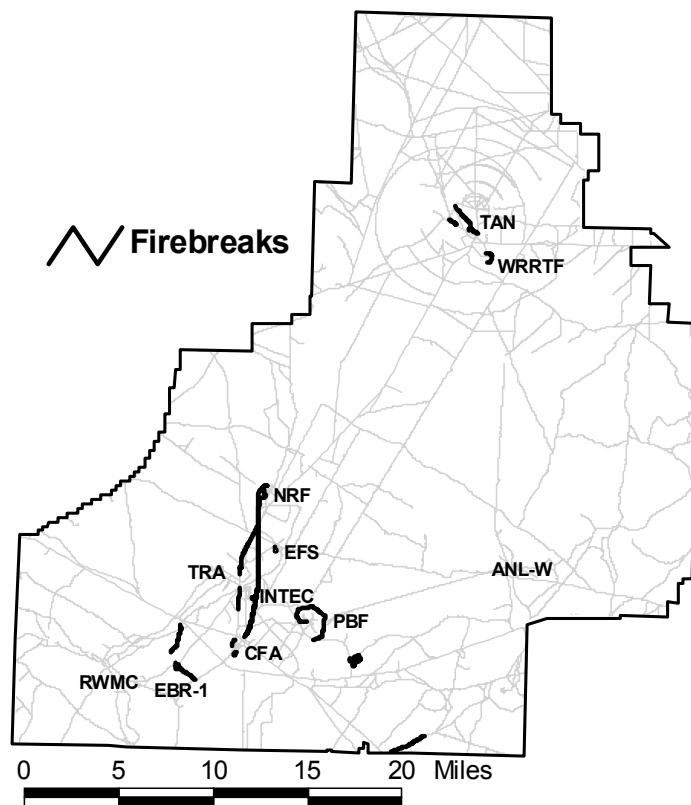 TAN
Firebreaks
WRRTF
NRF
EFS
TRA
ANL-W
INTEC
PBF
CFA
RWMC
EBR-1
0 5 10 15 20 Miles